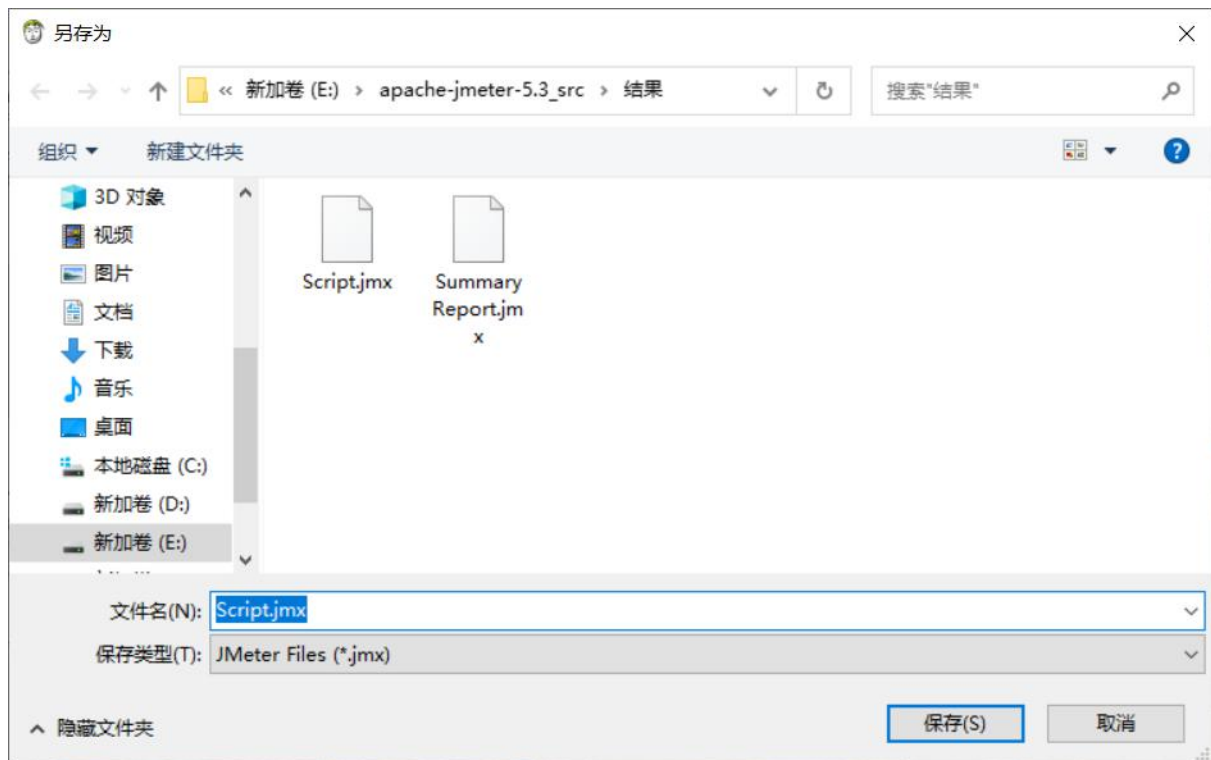 另存为
« 新加卷 (E:) › apache-jmeter-5.3_src › 结果
搜索"结果"
组织
新建文件夹
3D 对象
视频
图片
文档
下载
音乐
桌面
本地磁盘 (C:)
新加卷 (D:)
新加卷 (E:)
Script.jmx
Summary
Report.jm
x
文件名(N): Script.jmx
保存类型(T): JMeter Files (*.jmx)
隐藏文件夹
保存(S)
取消